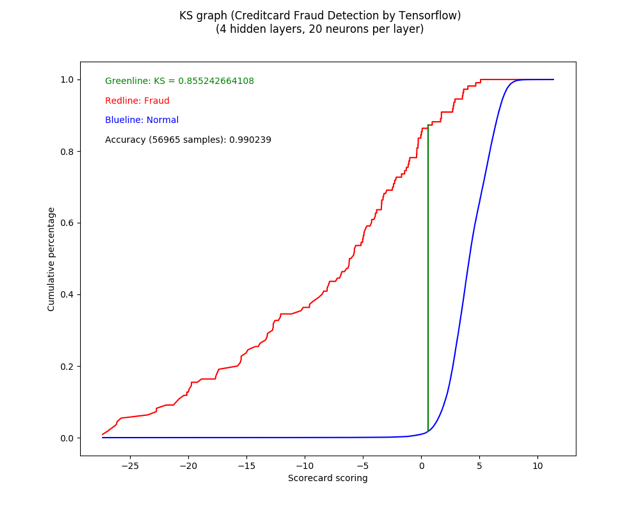 KS graph (Creditcard Fraud Detection by Tensorflow)
(4 hidden layers, 20 neurons per layer)
Greenline: KS = 0.855242664108
Redline: Fraud
Blueline: Normal
Accuracy (56965 samples): 0.990239
1.0
0.8
0.6
0.4
0.2
0.0
Cumulative percentage
−25 −20 −15 −10 −5 0 5 10
Scorecard scoring